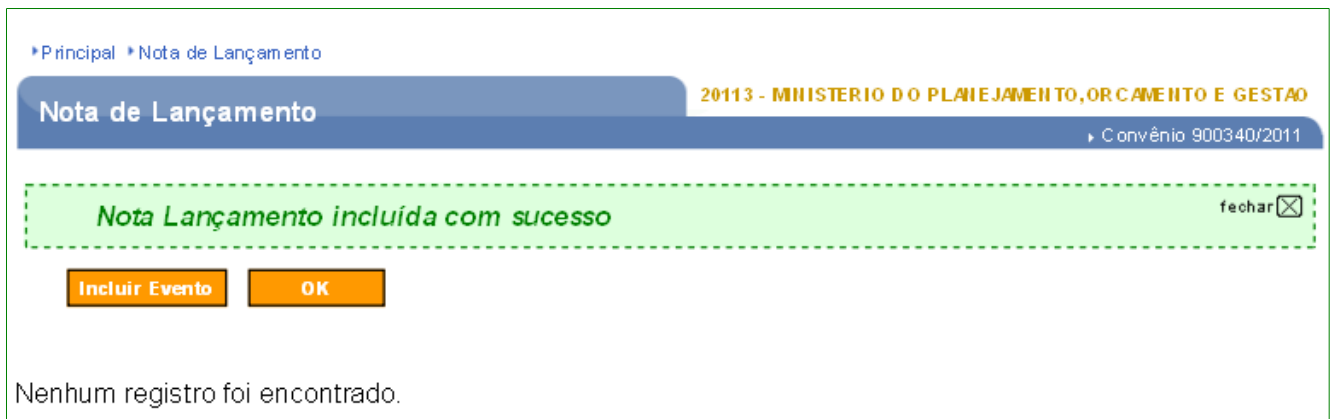 Principal Nota de Lançamento
20113 - MINISTERIO DO PLANEJAMENTO,ORCAMENTO E GESTAO
Nota de Lançamento
Convênio 900340/2011
Nota Lançamento incluída com sucesso
fechar
Incluir Evento OK
Nenhum registro foi encontrado.